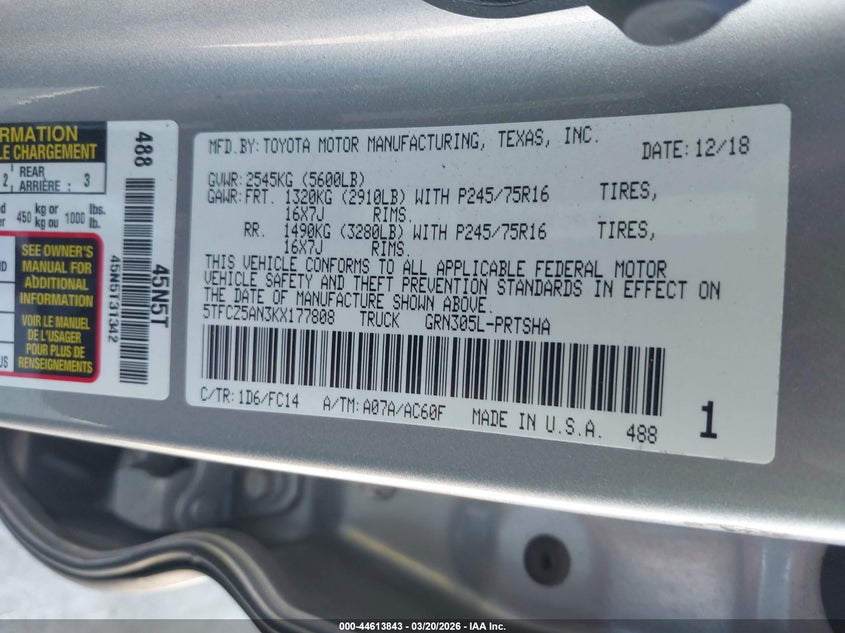 RMATION
LE CHARGEMENT
2 REAR ARRIÈRE : 3
450 kg or kg ou 1000 lbs. lb.
SEE OWNER'S
MANUAL FOR
ADDITIONAL
INFORMATION
VOIR LE MANUEL
DE L'USAGER
POUR PLUS DE
RENSEIGNEMENTS
488
45N5T
45N5T31342
MFD.BY:TOYOTA MOTOR MANUFACTURING, TEXAS, INC.
DATE:12/18
GVWR:2545KG (5600LB)
GAWR:FRT. 1320KG (2910LB) WITH P245/75R16 TIRES,
16X7J RIMS.
RR. 1490KG (3280LB) WITH P245/75R16 TIRES,
16X7J RIMS.
THIS VEHICLE CONFORMS TO ALL APPLICABLE FEDERAL MOTOR
VEHICLE SAFETY AND THEFT PREVENTION STANDARDS IN EFFECT ON
THE DATE OF MANUFACTURE SHOWN ABOVE.
5TFCZ5AN3KX177808 TRUCK GRN305L-PRTSHA
C/TR:1D6/FC14 A/TM:A07A/AC60F MADE IN U.S.A. 488 1
000-44613843 - 03/20/2026 - IAA Inc.